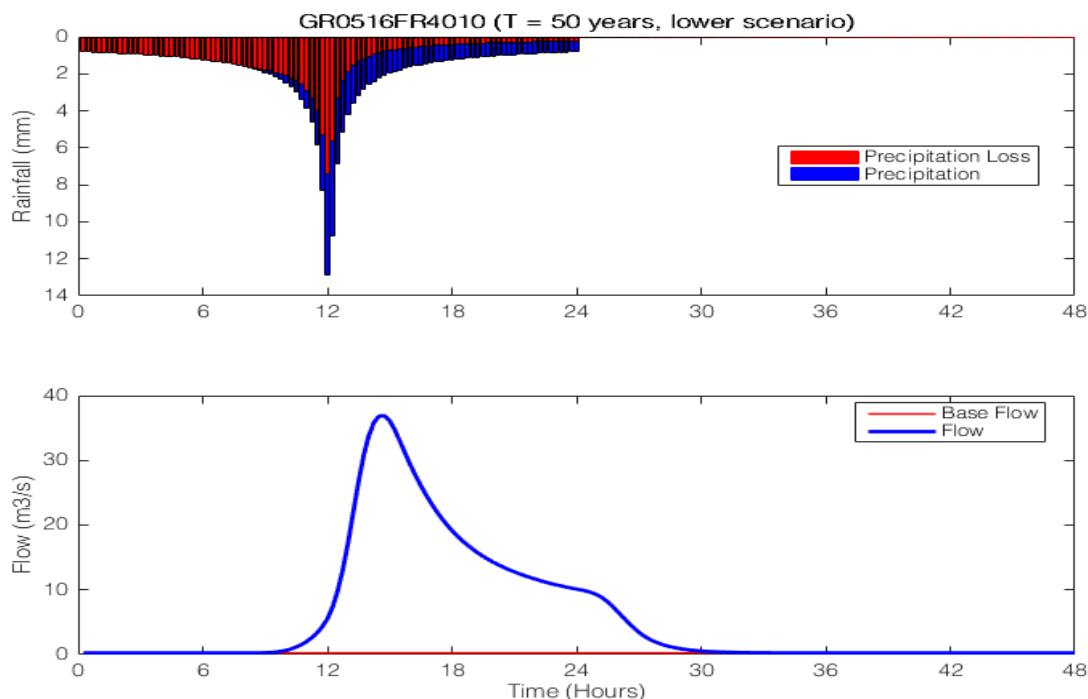 GR0516FR4010 (T = 50 years, lower scenario)
Rainfall (mm)
0
2
4
6
8
10
12
14
Precipitation Loss
Precipitation
0 6 12 18 24 30 36 42 48
Flow (m3/s)
40
30
20
10
0
Base Flow
Flow
0 6 12 18 24 30 36 42 48
Time (Hours)